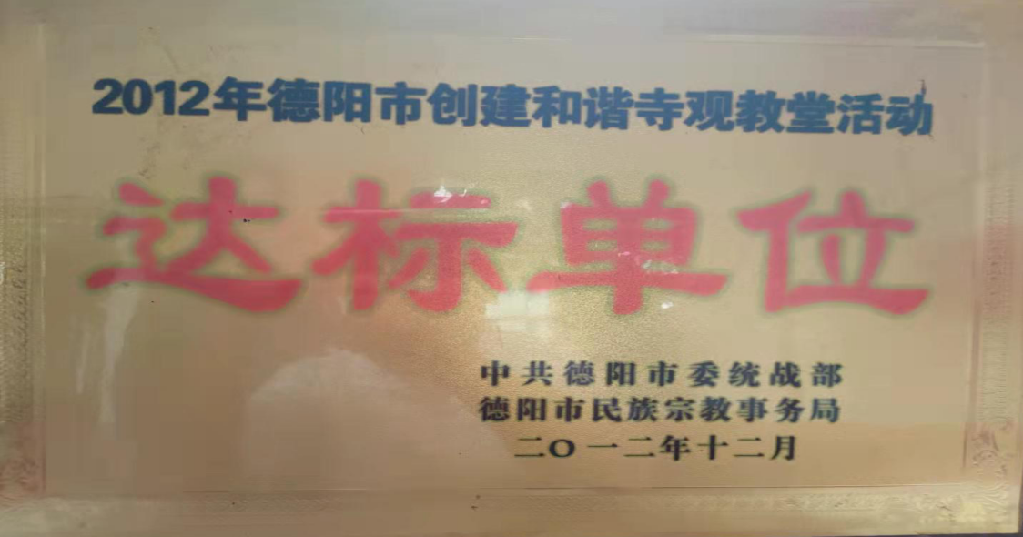 2012年德阳市创建和谐寺观教堂活动
达标单位
中共德阳市委统战部
德阳市民族宗教事务局
二〇一二年十二月